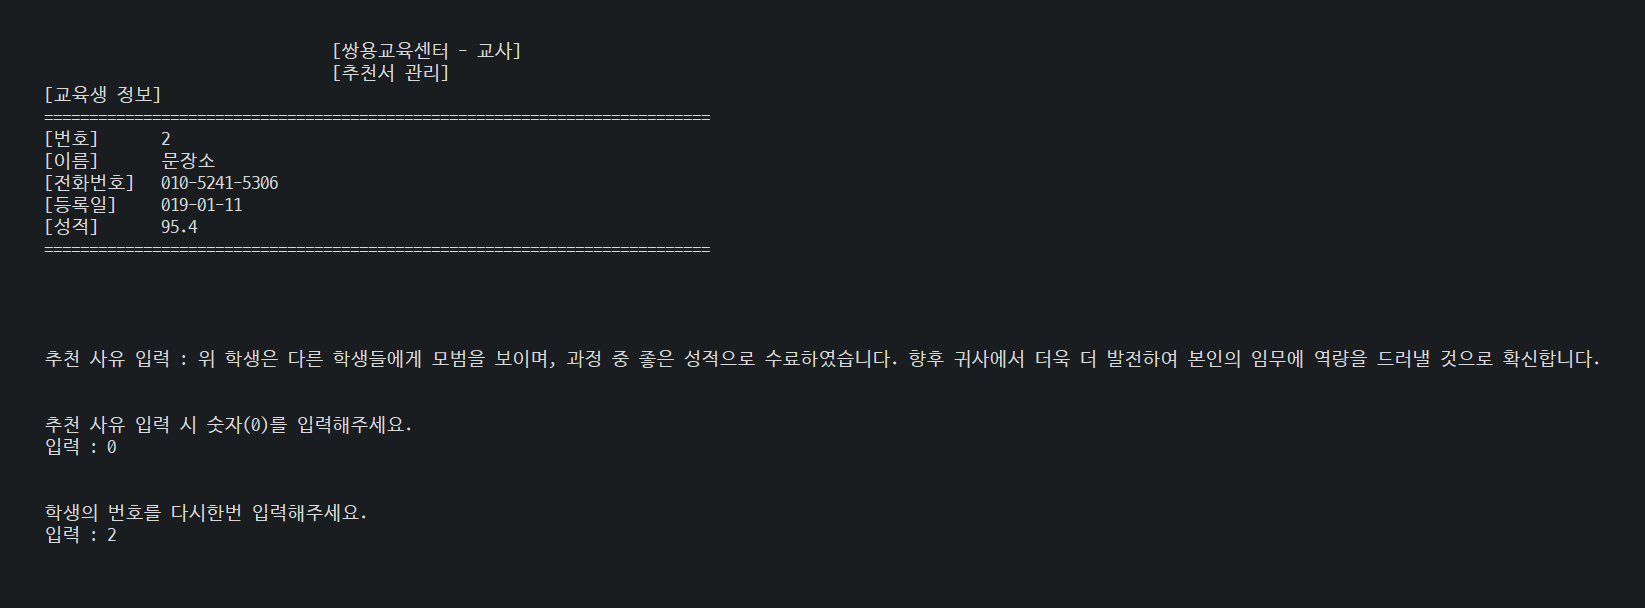 [쌍용교육센터 - 교사]
[추천서 관리]
[교육생 정보]
==========================================================================
[번호] 2
[이름] 문장소
[전화번호] 010-5241-5306
[등록일] 019-01-11
[성적] 95.4
==========================================================================
추천 사유 입력 : 위 학생은 다른 학생들에게 모범을 보이며, 과정 중 좋은 성적으로 수료하였습니다. 향후 귀사에서 더욱 더 발전하여 본인의 임무에 역량을 드러낼 것으로 확신합니다.
추천 사유 입력 시 숫자(0)를 입력해주세요.
입력 : 0
학생의 번호를 다시한번 입력해주세요.
입력 : 2